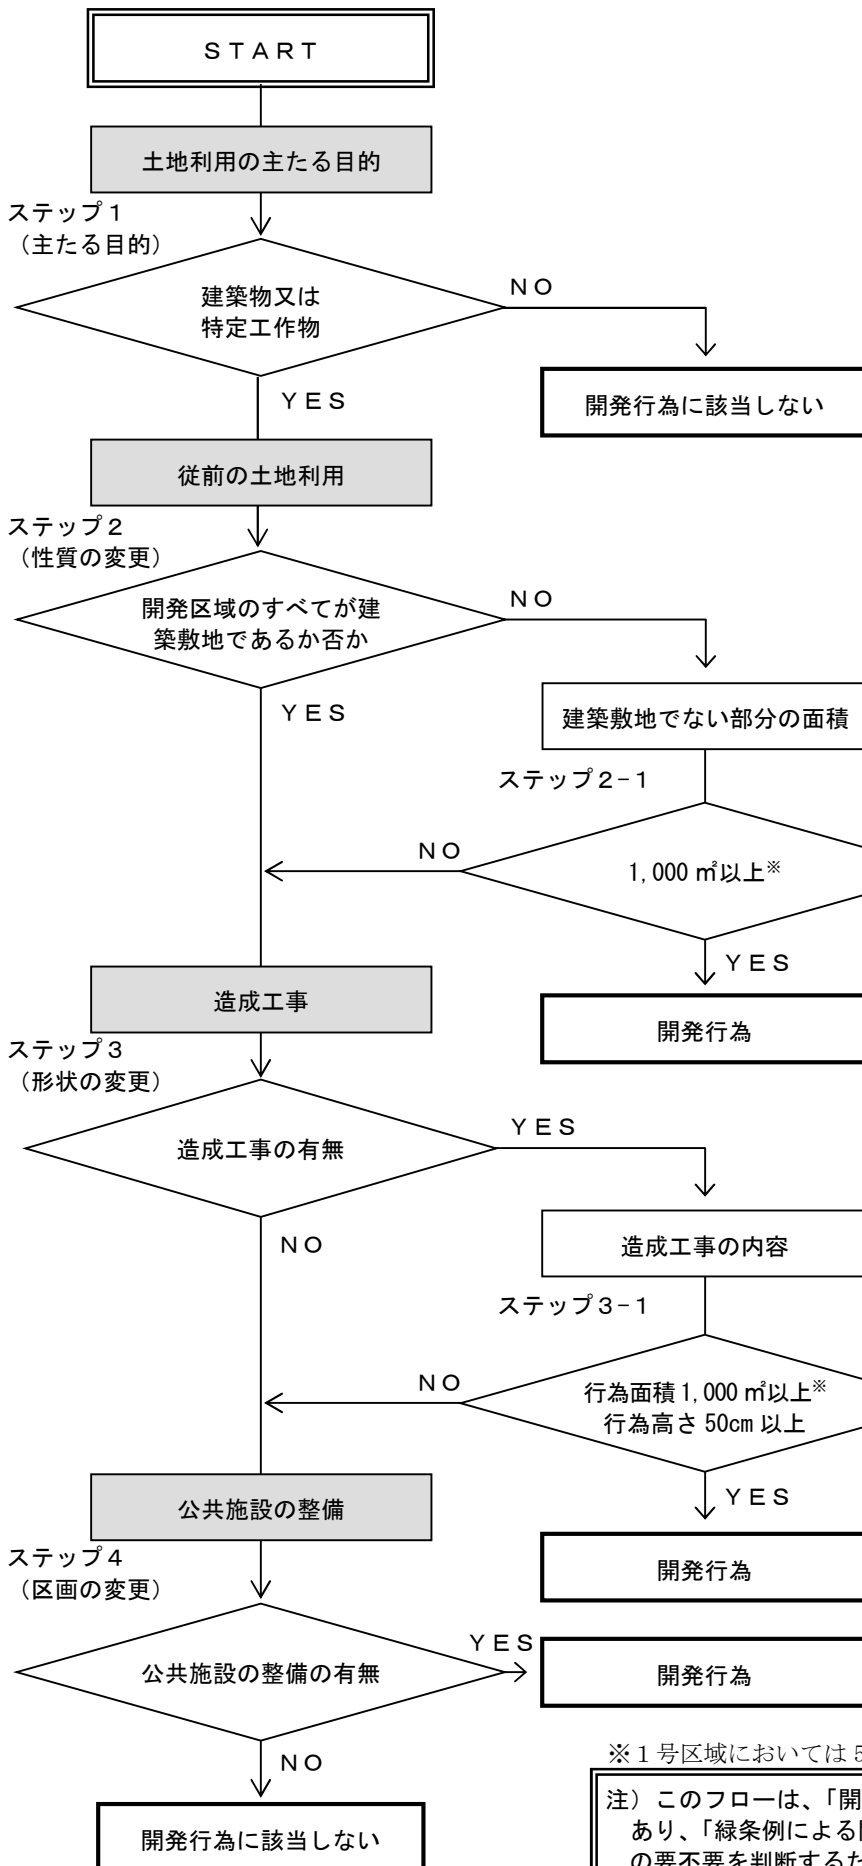 ＳＴＡＲＴ
土地利用の主たる目的
ステップ１
（主たる目的）
建築物又は
特定工作物
ＮＯ
開発行為に該当しない
ＹＥＳ
従前の土地利用
ステップ２
（性質の変更）
開発区域のすべてが建
築敷地であるか否か
ＮＯ
ＹＥＳ
建築敷地でない部分の面積
ステップ２−１
ＮＯ
1,000 ㎡以上※
ＹＥＳ
開発行為
造成工事
ステップ３
（形状の変更）
造成工事の有無
ＹＥＳ
ＮＯ
造成工事の内容
ステップ３−１
ＮＯ
行為面積 1,000 ㎡以上※
行為高さ 50cm 以上
ＹＥＳ
開発行為
公共施設の整備
ステップ４
（区画の変更）
公共施設の整備の有無
ＹＥＳ
開発行為
ＮＯ
開発行為に該当しない
※１号区域においては５
注）このフローは、「開
あり、「緑条例による
の要不要を判断するた